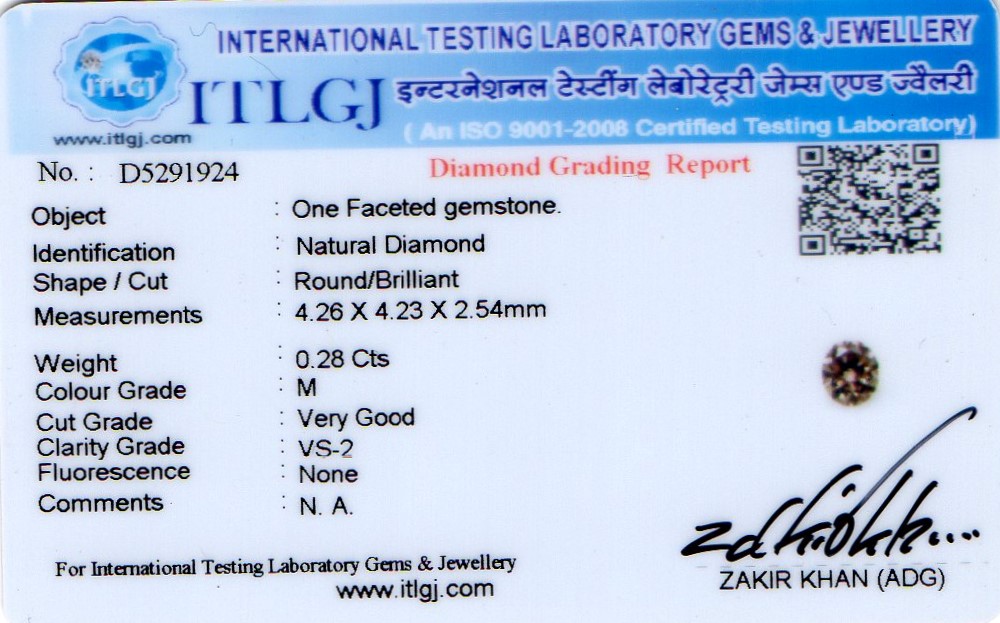 INTERNATIONAL TESTING LABORATORY GEMS & JEWELLERY
ITLGJ
ITLGJ
इन्टरनेशनल टेस्टींग लेबोरेट्ररी जेम्स एण्ड ज्वैलरी
www.itlgj.com
( An ISO 9001-2008 Certified Testing Laboratory)
No. : D5291924
Diamond Grading Report
Object : One Faceted gemstone.
Identification : Natural Diamond
Shape / Cut : Round/Brilliant
Measurements : 4.26 X 4.23 X 2.54mm
Weight : 0.28 Cts
Colour Grade : M
Cut Grade : Very Good
Clarity Grade : VS-2
Fluorescence : None
Comments : N. A.
For International Testing Laboratory Gems & Jewellery
www.itlgj.com
ZAKIR KHAN (ADG)